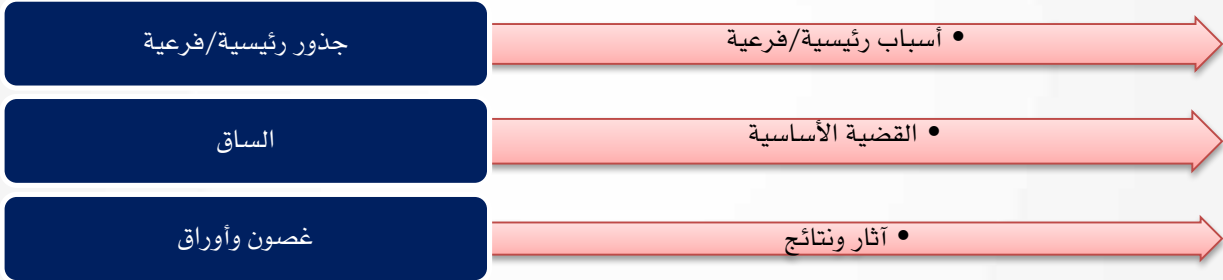 جذور رئيسية/فرعية
• أسباب رئيسية/فرعية
الساق
• القضية الأساسية
غصون وأوراق
• آثار ونتائج